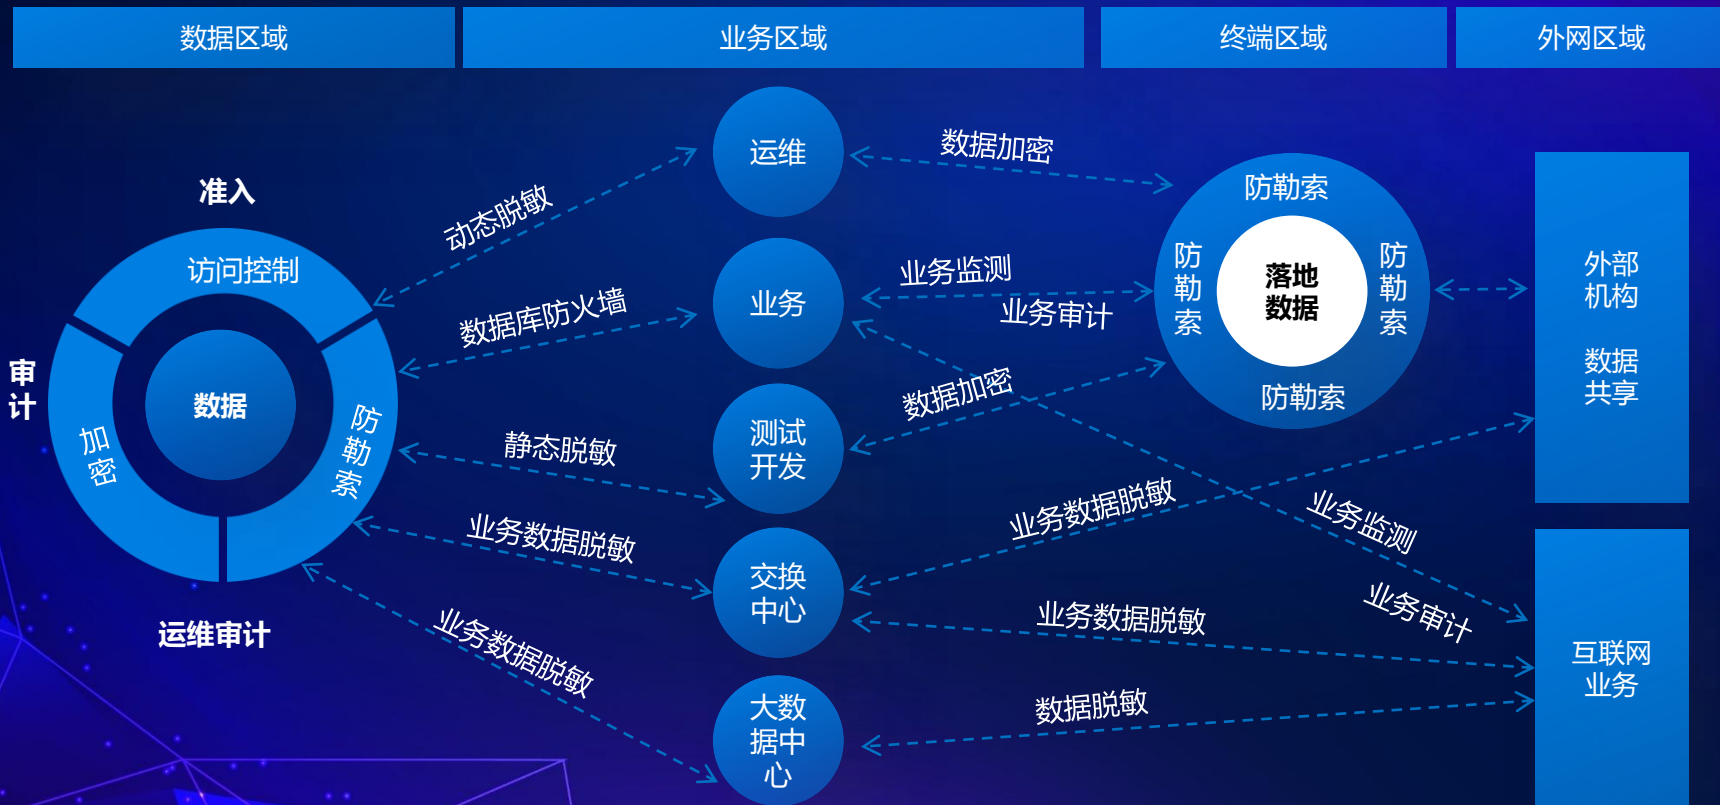 数据区域
业务区域
终端区域
外网区域
准入
审
计
访问控制
加
密
防
勒
索
数据
运维审计
动态脱敏
数据库防火墙
静态脱敏
业务数据脱敏
业务数据脱敏
运维
业务
测试
开发
交换
中心
大数
据中
心
数据加密
业务监测
业务审计
数据加密
业务数据脱敏
业务监测
业务审计
业务数据脱敏
数据脱敏
防勒索
防
勒
索
落地
数据
防
勒
索
防勒索
外部
机构
数据
共享
互联网
业务